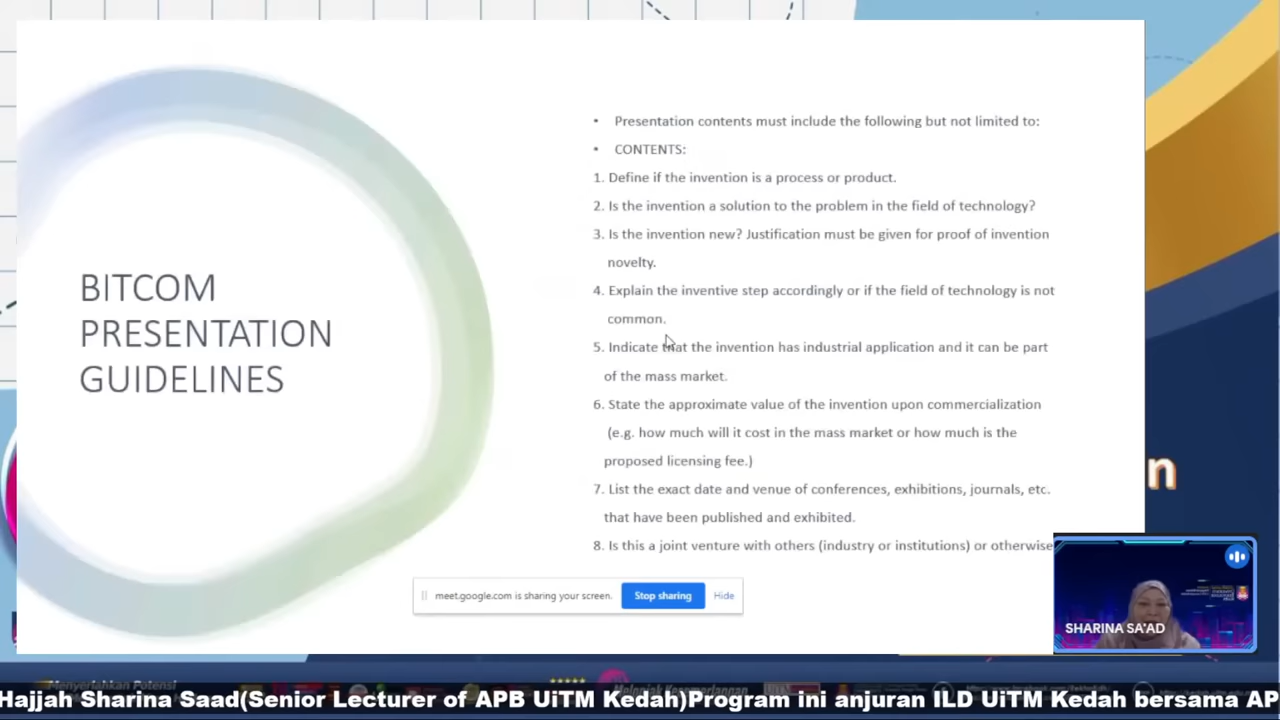 BITCOM
PRESENTATION
GUIDELINES
• Presentation contents must include the following but not limited to:
• CONTENTS:
1. Define if the invention is a process or product.
2. Is the invention a solution to the problem in the field of technology?
3. Is the invention new? Justification must be given for proof of invention
novelty.
4. Explain the inventive step accordingly or if the field of technology is not
common.
5. Indicate that the invention has industrial application and it can be part
of the mass market.
6. State the approximate value of the invention upon commercialization
(e.g. how much will it cost in the mass market or how much is the
proposed licensing fee.)
7. List the exact date and venue of conferences, exhibitions, journals, etc.
that have been published and exhibited.
8. Is this a joint venture with others (industry or institutions) or otherwise
n
meet.google.com is sharing your screen.
Stop sharing
Hide
SHARINA SA'AD
Menyerlahkan Potensi
Melonjak Kecemerlangan
Hajjah Sharina Saad(Senior Lecturer of APB UiTM Kedah)Program ini anjuran ILD UiTM Kedah bersama AP